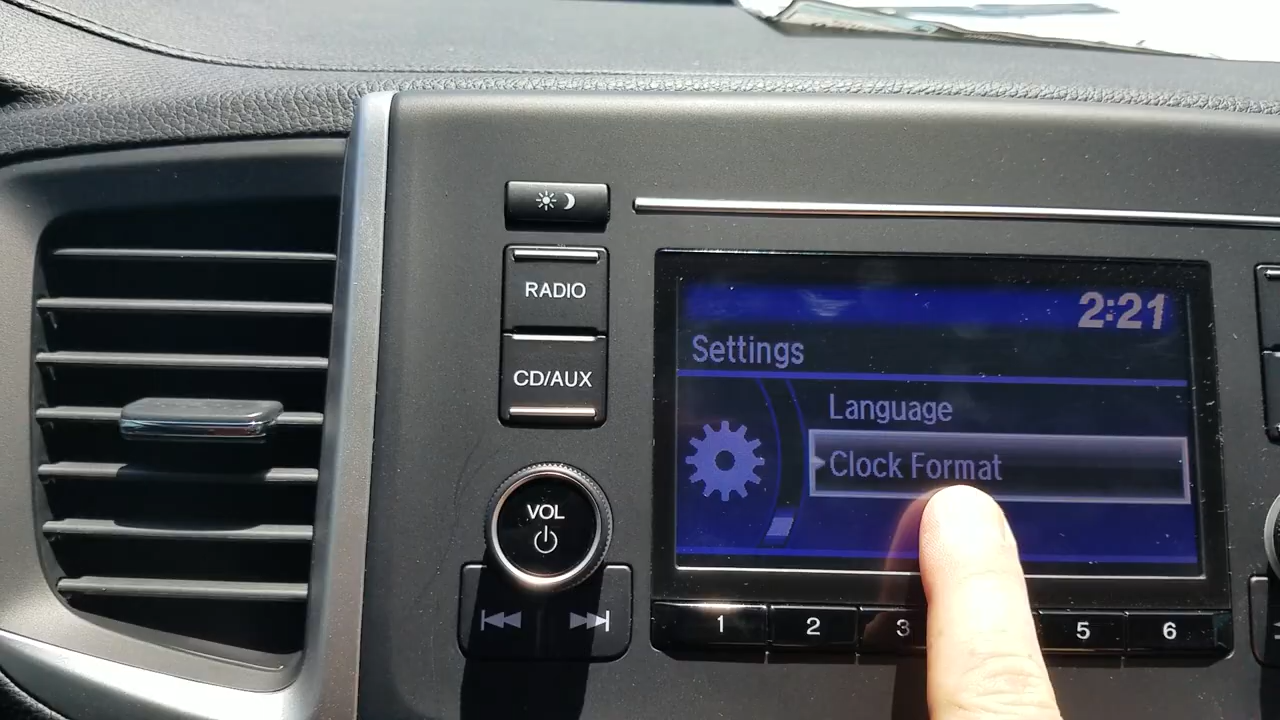 RADIO
CD/AUX
VOL
2:21
Settings
Language
Clock Format
1 2 3 5 6